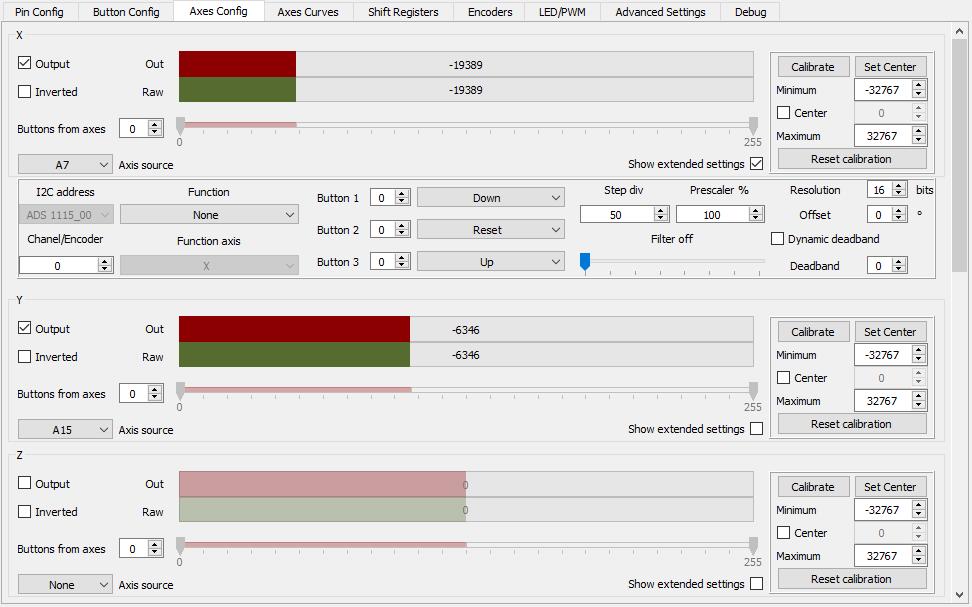 Pin Config Button Config Axes Config Axes Curves Shift Registers Encoders LED/PWM Advanced Settings Debug
X
Output Out -19389 Calibrate Set Center
Inverted Raw -19389 Minimum -32767
Center 0
Buttons from axes 0 Maximum 32767
0 255
A7 Axis source Show extended settings Reset calibration
I2C address Function Button 1 0 Down Step div Prescaler % Resolution 16 bits
ADS 1115_00 None 50 100 Offset 0 °
Chanel/Encoder Function axis Button 2 0 Reset Filter off Dynamic deadband
0 X Button 3 0 Up Deadband 0
Y
Output Out -6346 Calibrate Set Center
Inverted Raw -6346 Minimum -32767
Center 0
Buttons from axes 0 Maximum 32767
0 255
A15 Axis source Show extended settings Reset calibration
Z
Output Out 0 Calibrate Set Center
Inverted Raw 0 Minimum -32767
Center 0
Buttons from axes 0 Maximum 32767
0 255
None Axis source Show extended settings Reset calibration